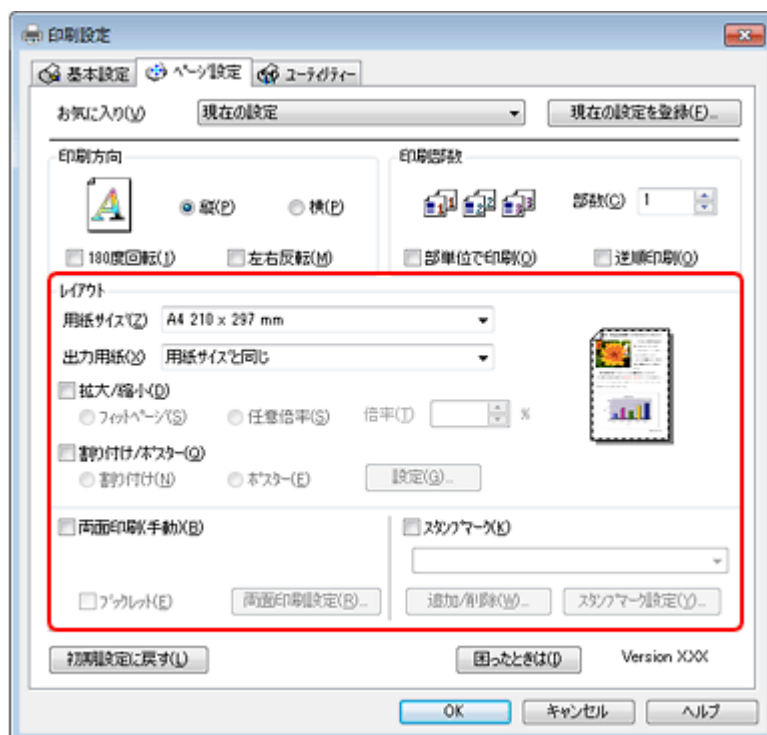 印刷設定
基本設定 ページ設定 ユーティリティー
お気に入り(V) 現在の設定 現在の設定を登録(F)...
印刷方向 印刷部数
縦(P) 横(P) 部数(C) 1
180度回転(1) 左右反転(M) 部単位で印刷(O) 逆順印刷(O)
レイアウト
用紙サイズ(Z) A4 210 x 297 mm
出力用紙(X) 用紙サイズと同じ
拡大/縮小(D)
フィットページ(S) 任意倍率(S) 倍率(T) %
割り付け/ポスター(Q)
割り付け(N) ポスター(E) 設定(G)...
両面印刷(手動)(B) スタンプマーク(K)
ブックレット(E) 両面印刷設定(R)... 追加/削除(W)... スタンプマーク設定(Y)...
初期設定に戻す(L) 困ったときは(I) Version XXX
OK キャンセル ヘルプ